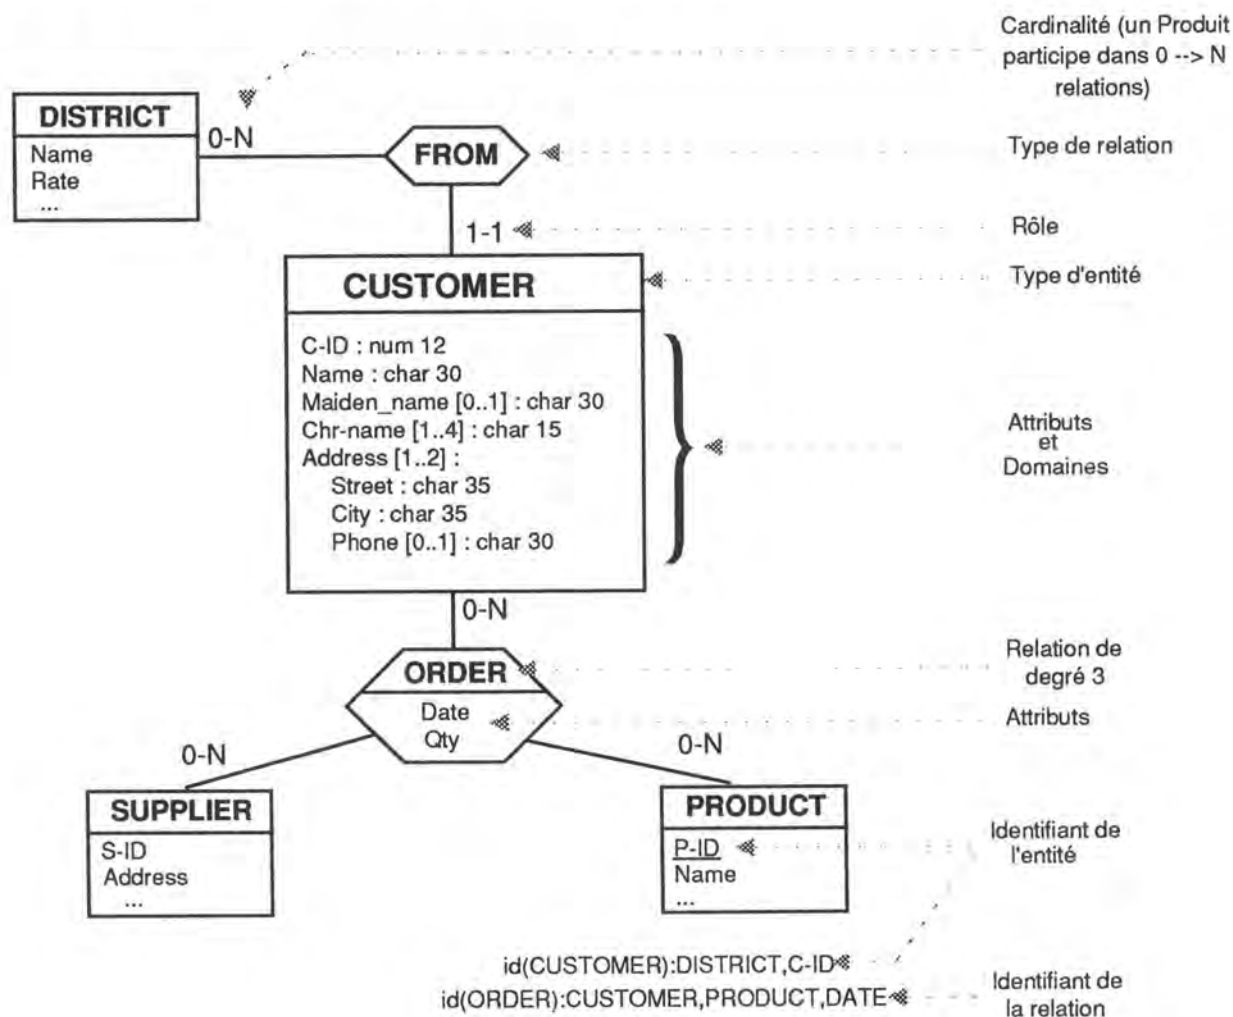 Cardinalité (un Produit
participe dans 0 --> N
relations)
DISTRICT
Name
Rate
...
0-N
FROM
Type de relation
1-1
Rôle
CUSTOMER
Type d'entité
C-ID : num 12
Name : char 30
Maiden_name [0..1] : char 30
Chr-name [1..4] : char 15
Address [1..2] :
Street : char 35
City : char 35
Phone [0..1] : char 30
Attributs
et
Domaines
0-N
ORDER
Date
Qty
Relation de
degré 3
Attributs
0-N
0-N
SUPPLIER
S-ID
Address
...
PRODUCT
P-ID
Name
...
Identifiant de
l'entité
id(CUSTOMER):DISTRICT,C-ID
id(ORDER):CUSTOMER,PRODUCT,DATE
Identifiant de
la relation